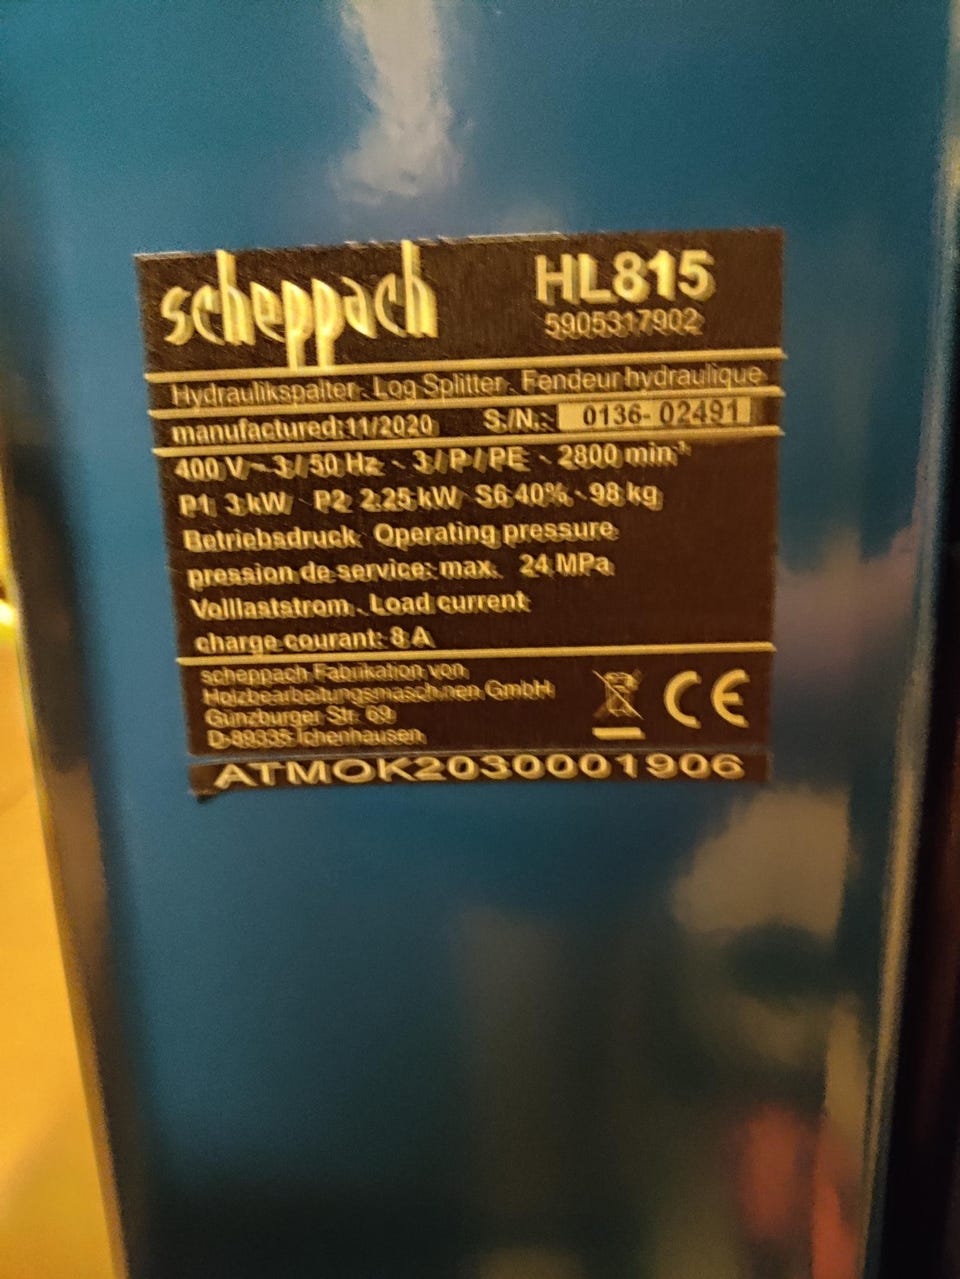 scheppach HL815
5905317902
Hydraulikspalter . Log Splitter . Fendeur hydraulique
manufactured:11/2020 S./N.: 0136- 02491
400 V ~ 3 / 50 Hz - 3 / P / PE - 2800 min⁻¹
P1 3 kW P2 2.25 kW S6 40% - 98 kg
Betriebsdruck Operating pressure
pression de service: max. 24 MPa
Volllaststrom . Load current
charge courant: 8 A
scheppach Fabrikation von
Holzbearbeitungsmaschinen GmbH
Günzburger Str. 69
D-89335 Ichenhausen
CE
ATMOK2030001906